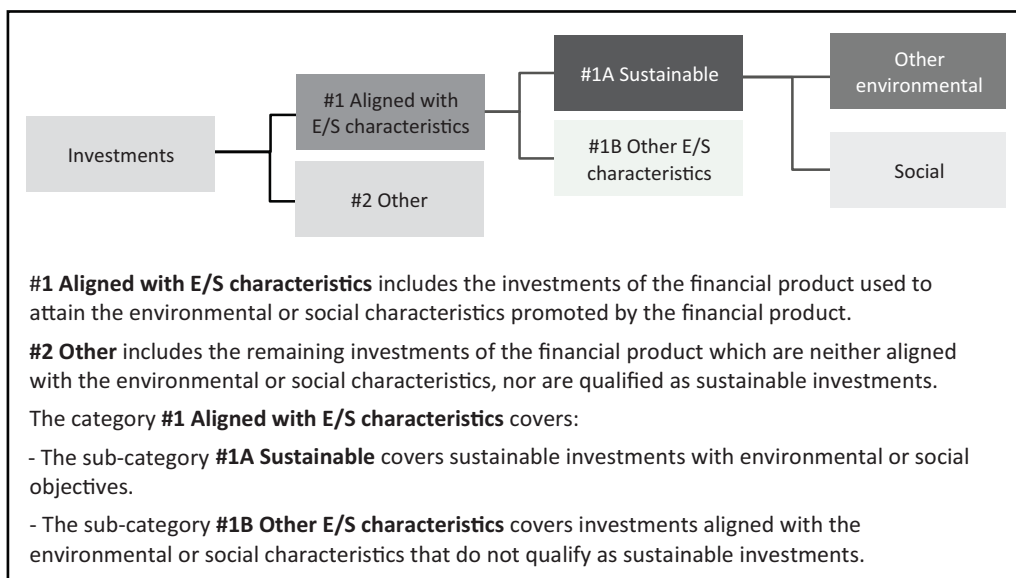 Investments
#1 Aligned with
E/S characteristics
#2 Other
#1A Sustainable
#1B Other E/S
characteristics
Other
environmental
Social
#1 Aligned with E/S characteristics includes the investments of the financial product used to
attain the environmental or social characteristics promoted by the financial product.
#2 Other includes the remaining investments of the financial product which are neither aligned
with the environmental or social characteristics, nor are qualified as sustainable investments.
The category #1 Aligned with E/S characteristics covers:
- The sub-category #1A Sustainable covers sustainable investments with environmental or social
objectives.
- The sub-category #1B Other E/S characteristics covers investments aligned with the
environmental or social characteristics that do not qualify as sustainable investments.